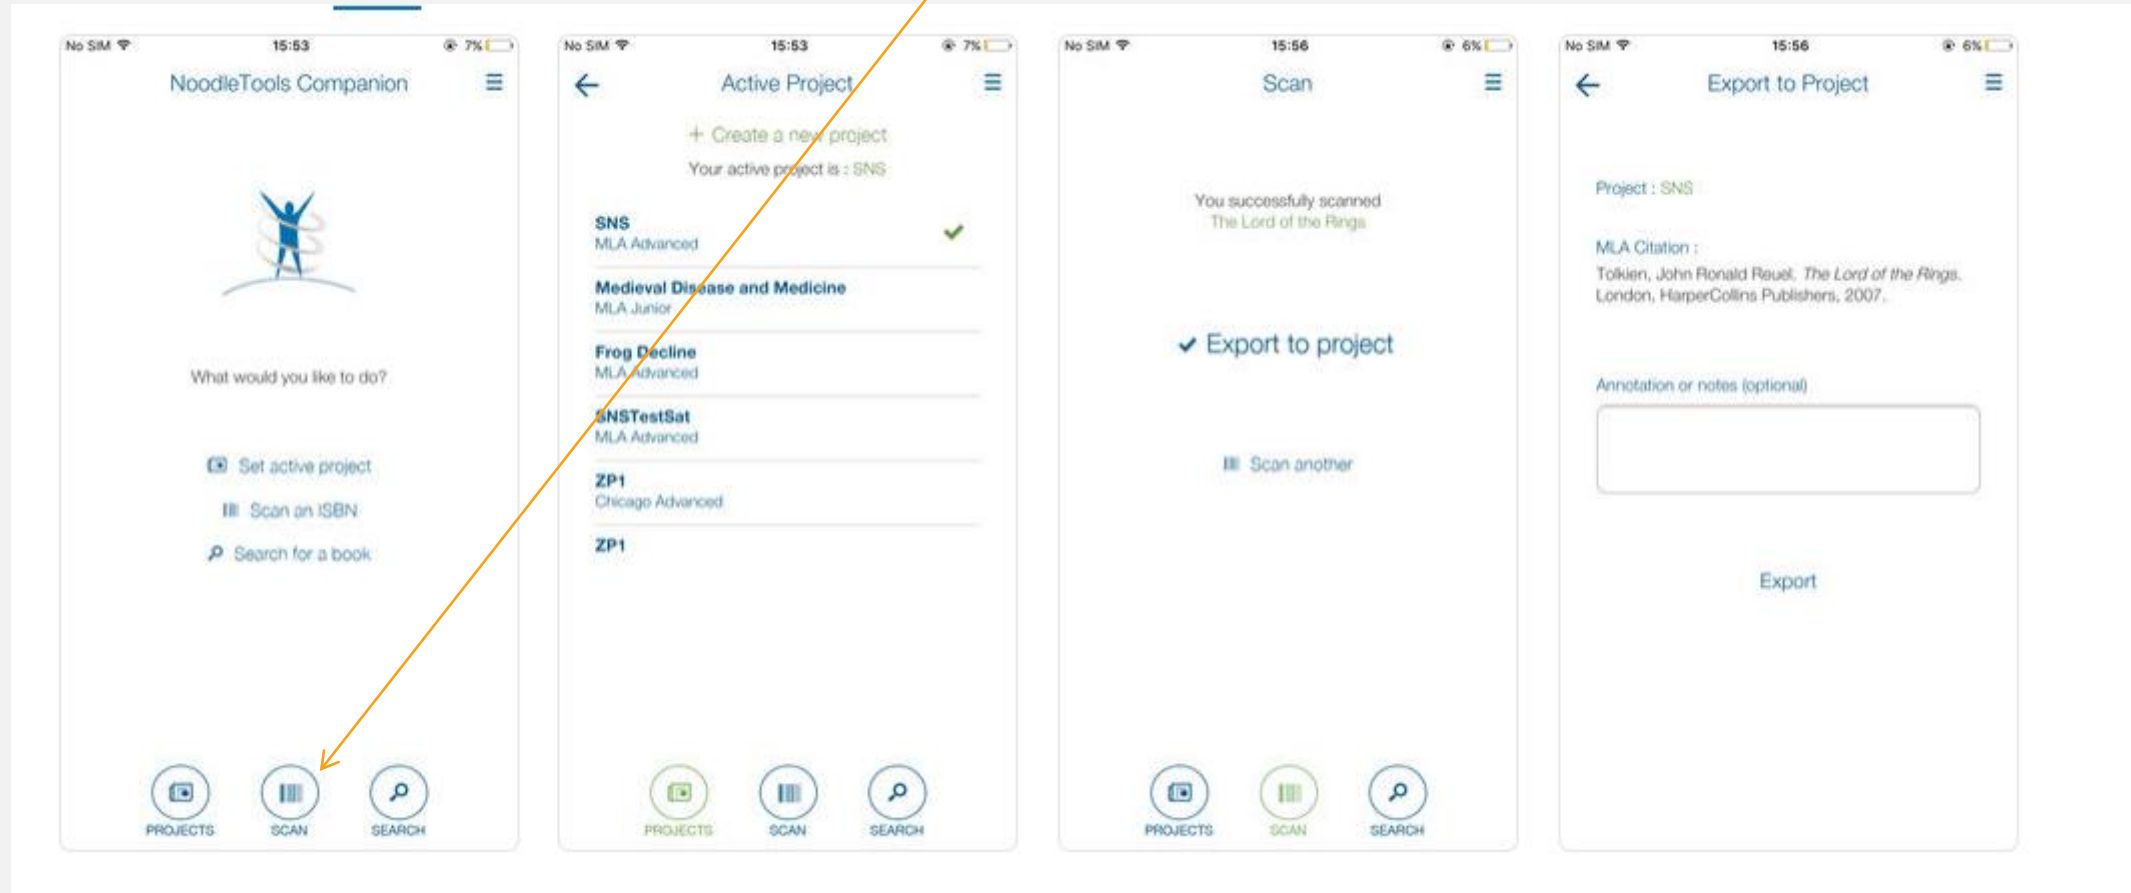 No SIM 15:53 7%
NoodleTools Companion
What would you like to do?
Set active project
Scan an ISBN
Search for a book
PROJECTS SCAN SEARCH
No SIM 15:53 7%
Active Project
+ Create a new project
Your active project is : SNS
SNS
MLA Advanced
Medieval Disease and Medicine
MLA Junior
Frog Decline
MLA Advanced
SNSTestSat
MLA Advanced
ZP1
Chicago Advanced
ZP1
PROJECTS SCAN SEARCH
No SIM 15:56 6%
Scan
You successfully scanned
The Lord of the Rings
Export to project
Scan another
PROJECTS SCAN SEARCH
No SIM 15:56 6%
Export to Project
Project : SNS
MLA Citation :
Tolkien, John Ronald Reuel. The Lord of the Rings.
London, HarperCollins Publishers, 2007.
Annotation or notes (optional)
Export